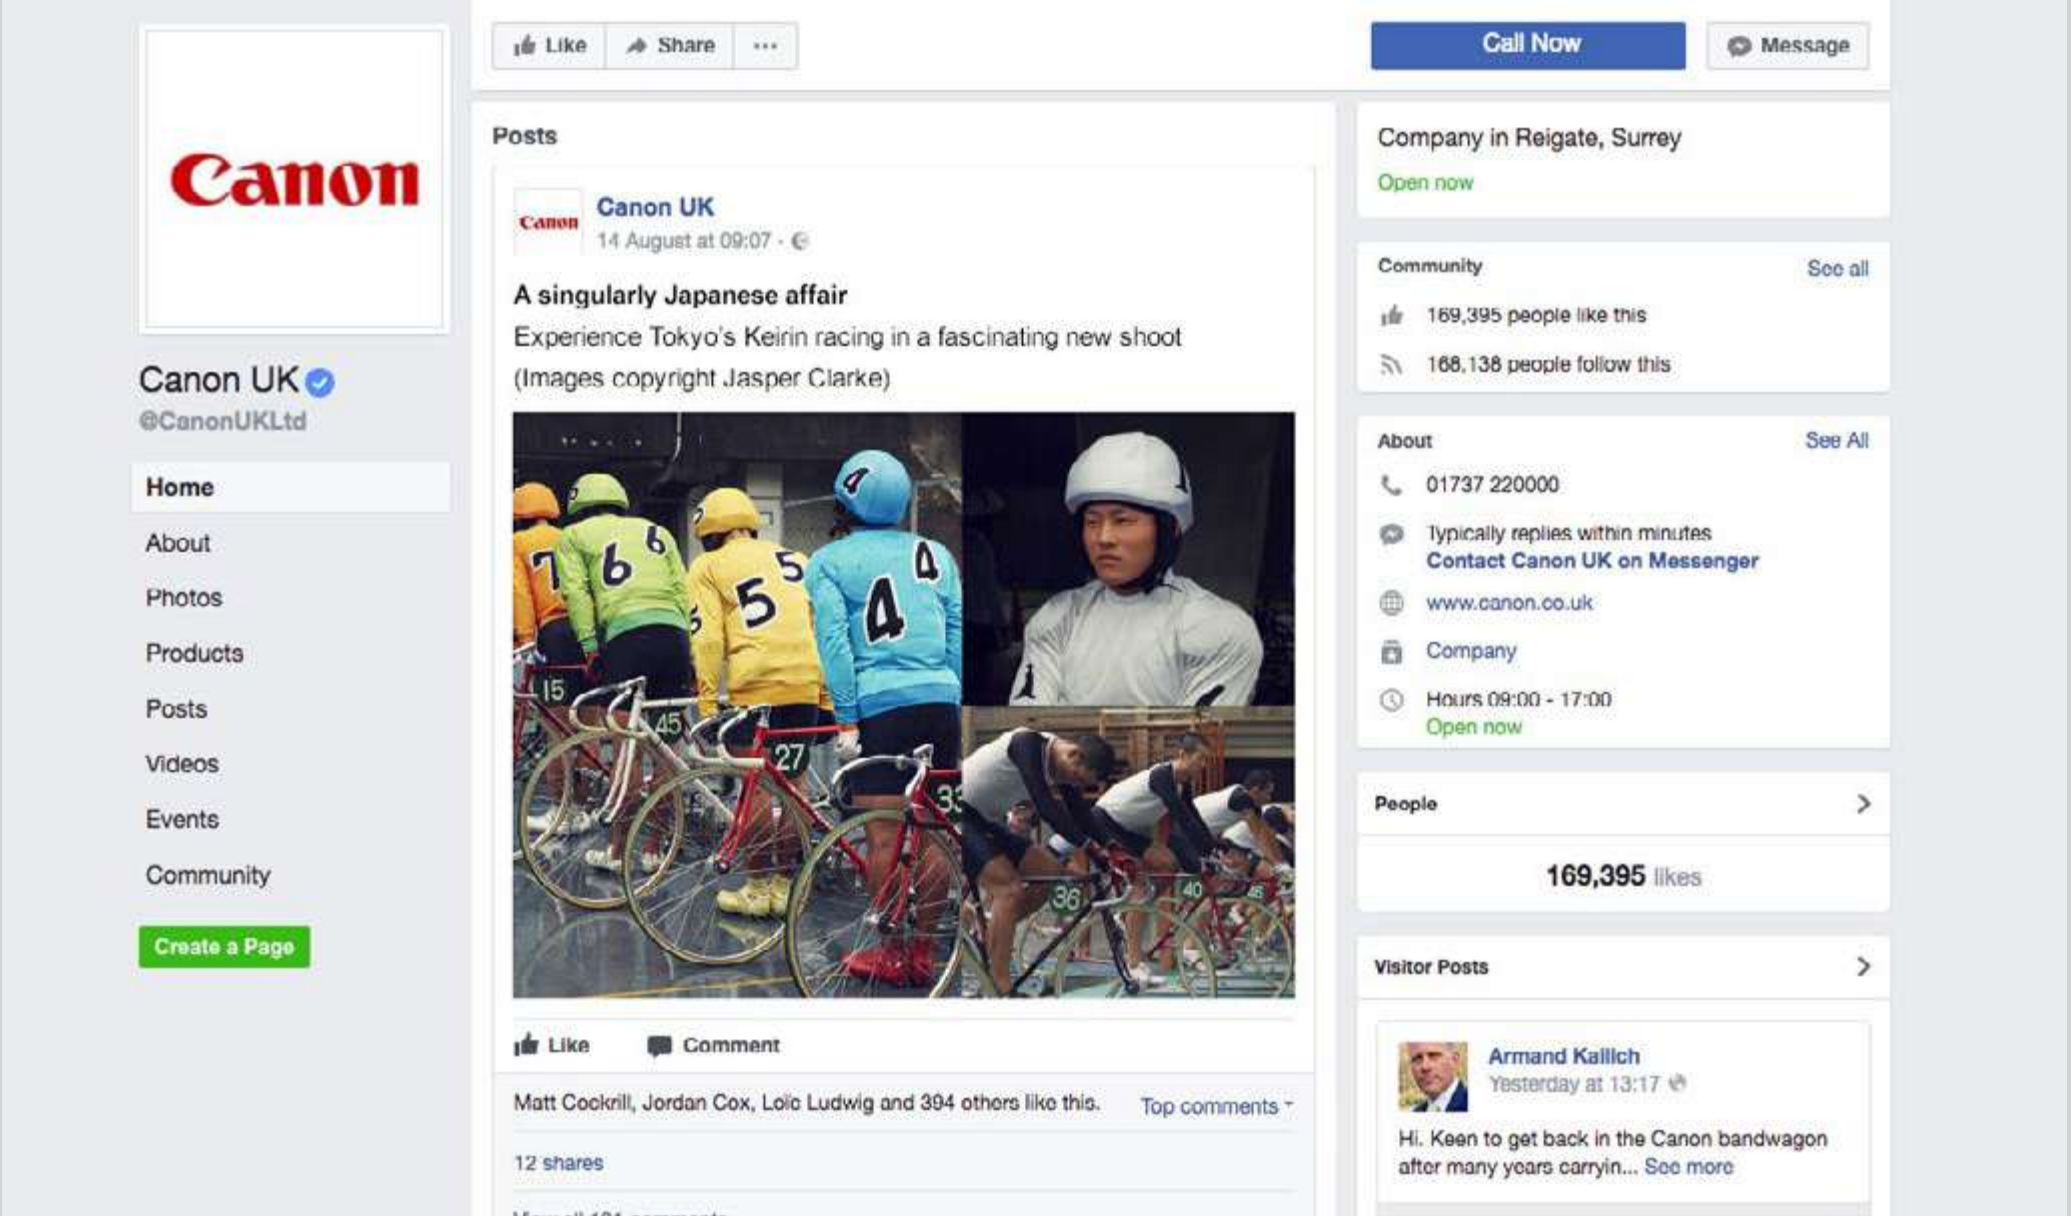 Canon
Canon UK
@CanonUKLtd
Home
About
Photos
Products
Posts
Videos
Events
Community
Create a Page
Like
Share
Call Now
Message
Posts
Canon
Canon UK
14 August at 09:07 ·
A singularly Japanese affair
Experience Tokyo's Keirin racing in a fascinating new shoot
(Images copyright Jasper Clarke)
7
6
6
5
5
4
4
4
15
45
27
33
1
36
40
46
Like
Comment
Matt Cockrill, Jordan Cox, Loïc Ludwig and 394 others like this.
Top comments
12 shares
Company in Reigate, Surrey
Open now
Community
See all
169,395 people like this
168,138 people follow this
About
See All
01737 220000
Typically replies within minutes
Contact Canon UK on Messenger
www.canon.co.uk
Company
Hours 09:00 - 17:00
Open now
People
169,395 likes
Visitor Posts
Armand Kallich
Yesterday at 13:17
Hi. Keen to get back in the Canon bandwagon
after many years carryin... See more